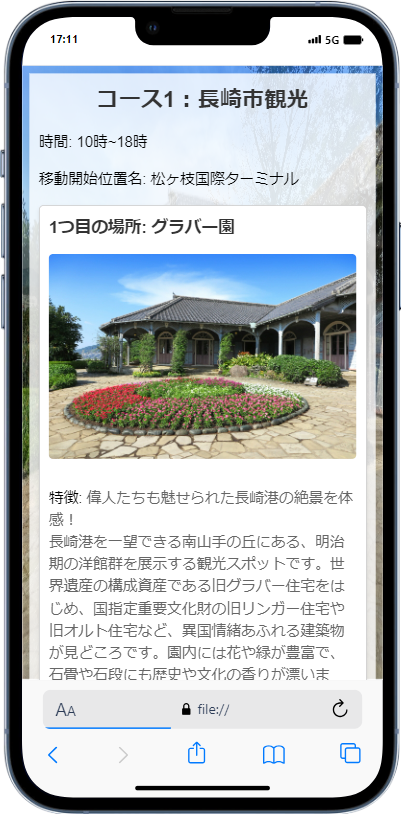 17:11
5G
コース1：長崎市観光
時間: 10時~18時
移動開始位置名: 松ヶ枝国際ターミナル
1つ目の場所: グラバー園
特徴: 偉人たちも魅せられた長崎港の絶景を体
感！
長崎港を一望できる南山手の丘にある、明治
期の洋館群を展示する観光スポットです。世
界遺産の構成資産である旧グラバー住宅をは
じめ、国指定重要文化財の旧リンガー住宅や
旧オルト住宅など、異国情緒あふれる建築物
が見どころです。園内には花や緑が豊富で、
石畳や石段にも歴史や文化の香りが漂いま
AA
file://